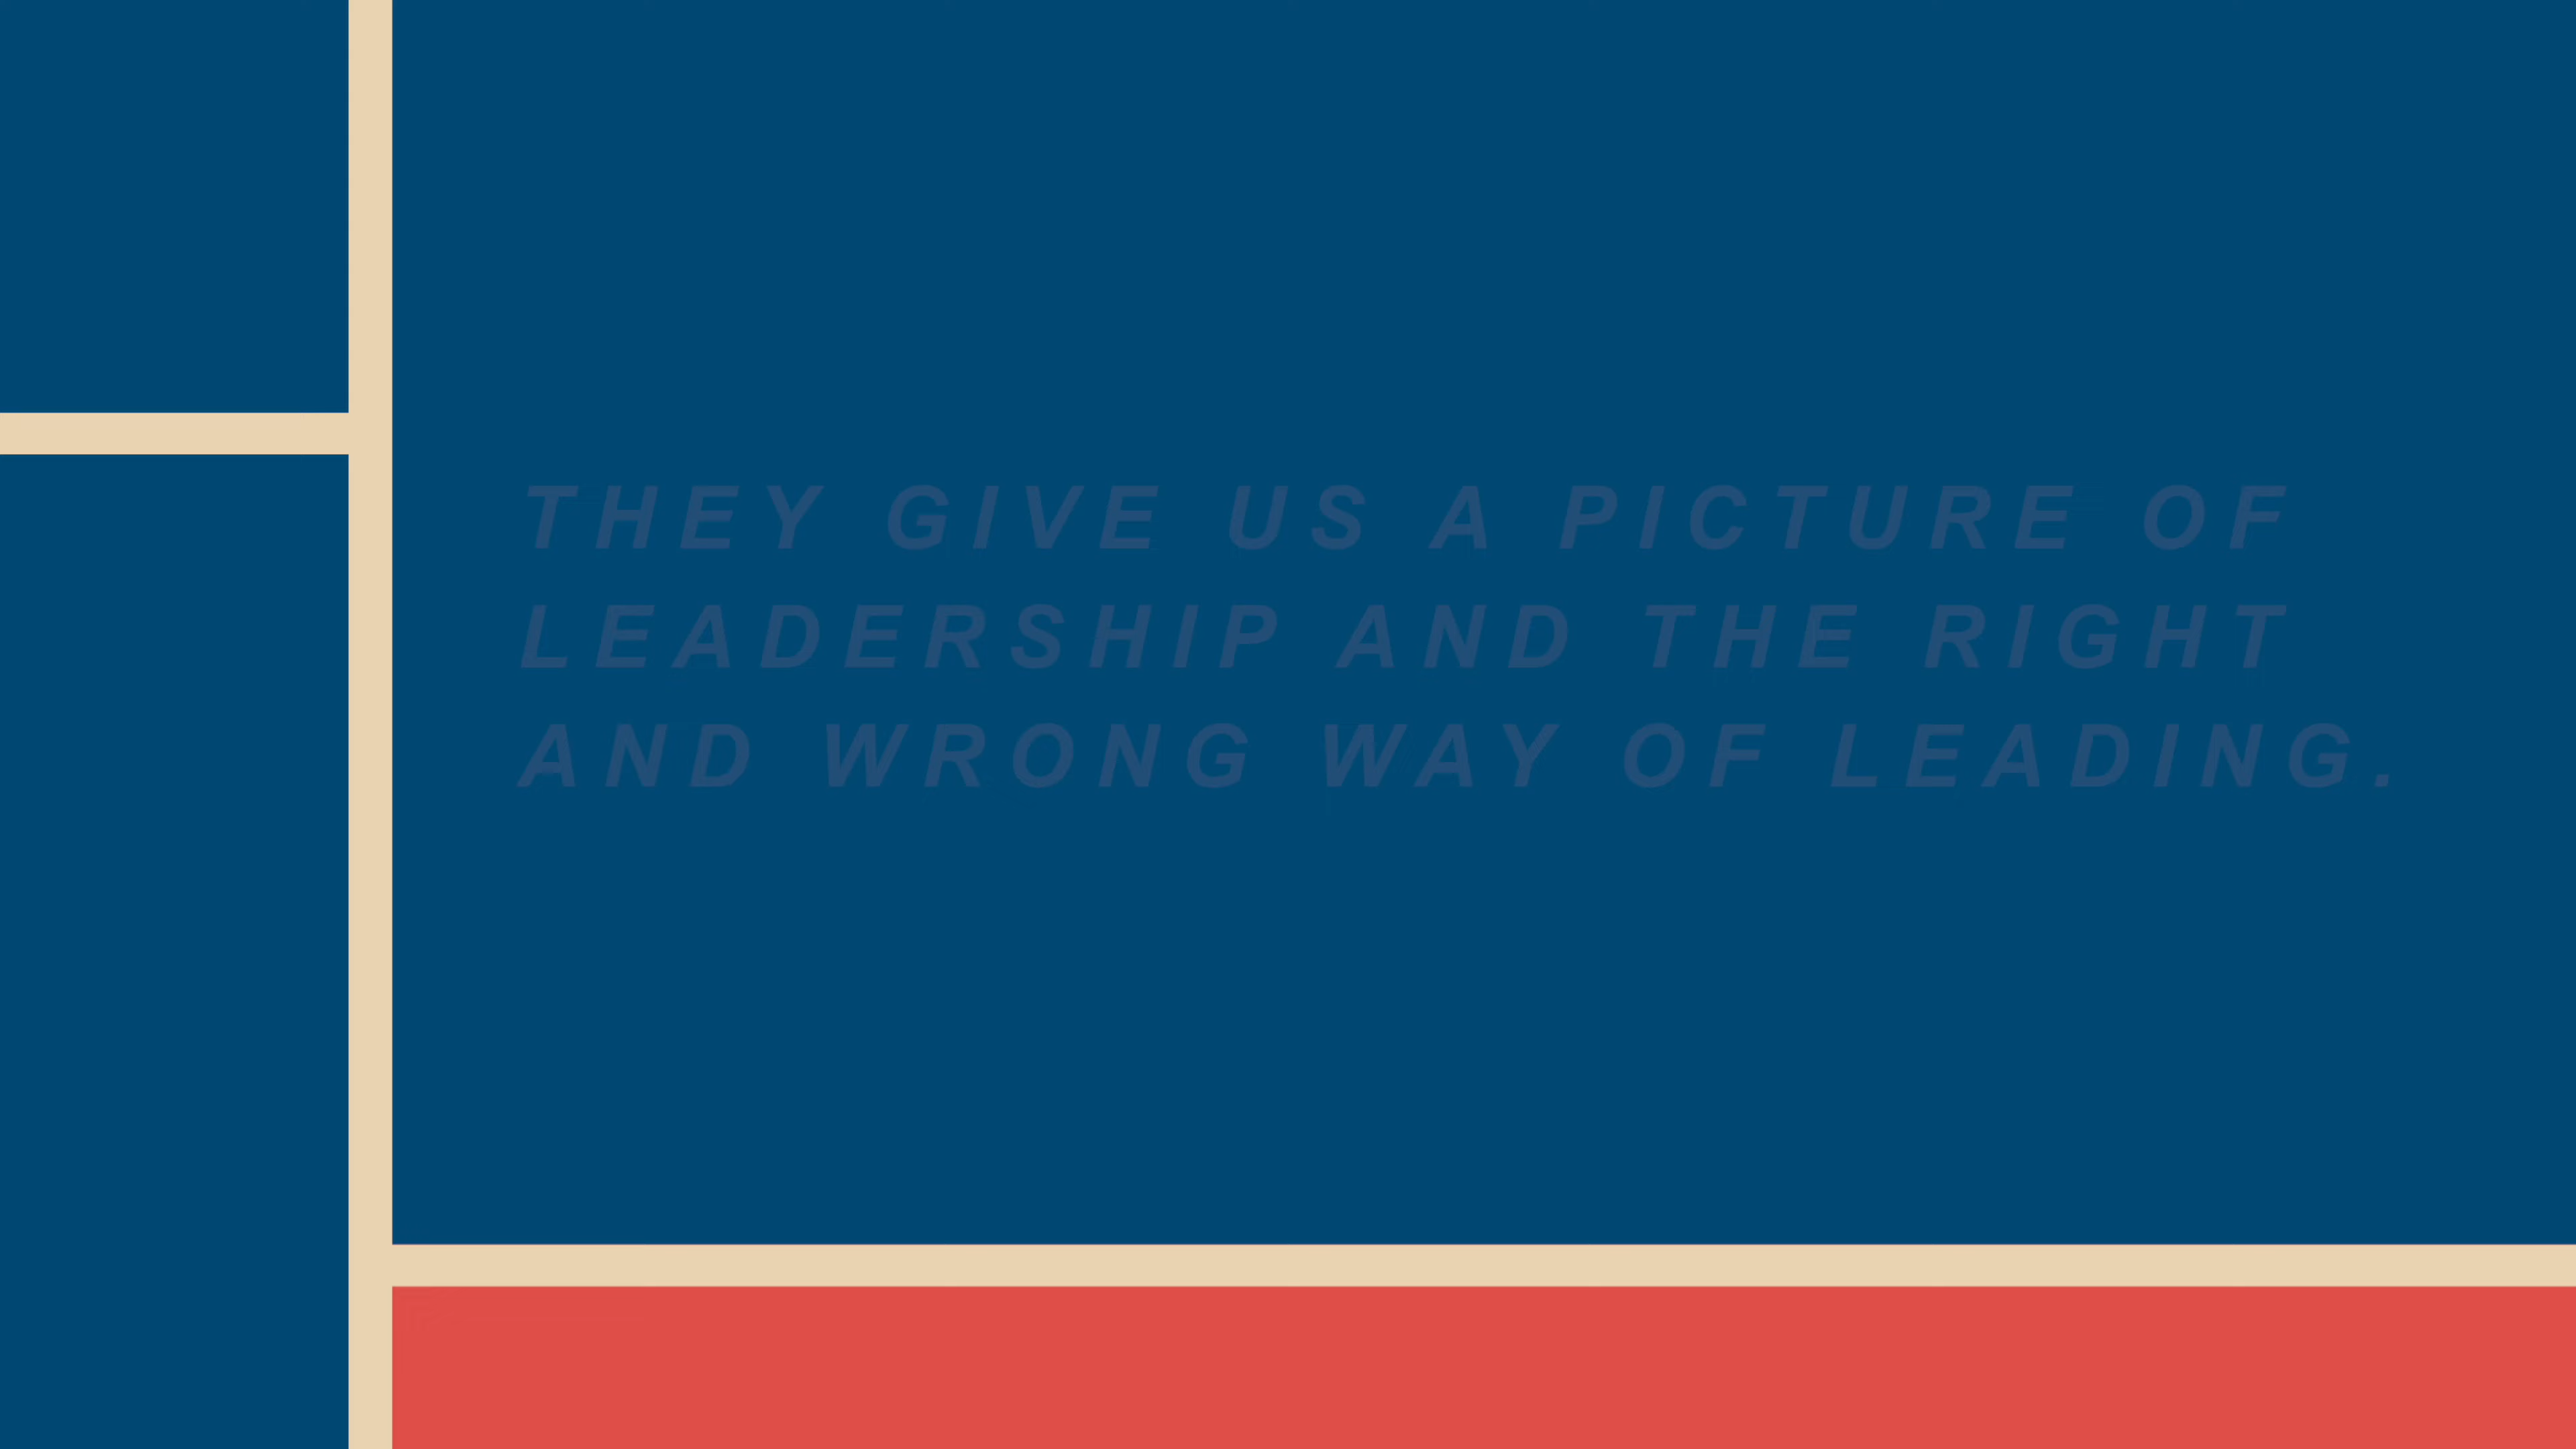 THEY GIVE US A PICTURE OF
LEADERSHIP AND THE RIGHT
AND WRONG WAY OF LEADING.